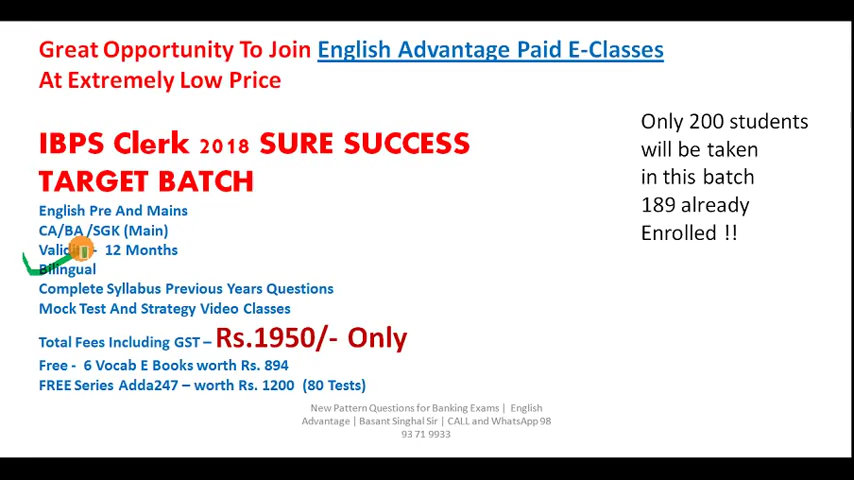 Great Opportunity To Join English Advantage Paid E-Classes
At Extremely Low Price
IBPS Clerk 2018 SURE SUCCESS
TARGET BATCH
English Pre And Mains
CA/BA /SGK (Main)
Validity - 12 Months
Bilingual
Complete Syllabus Previous Years Questions
Mock Test And Strategy Video Classes
Total Fees Including GST – Rs.1950/- Only
Free - 6 Vocab E Books worth Rs. 894
FREE Series Adda247 – worth Rs. 1200 (80 Tests)
Only 200 students
will be taken
in this batch
189 already
Enrolled !!
New Pattern Questions for Banking Exams | English
Advantage | Basant Singhal Sir | CALL and WhatsApp 98
93 71 9933